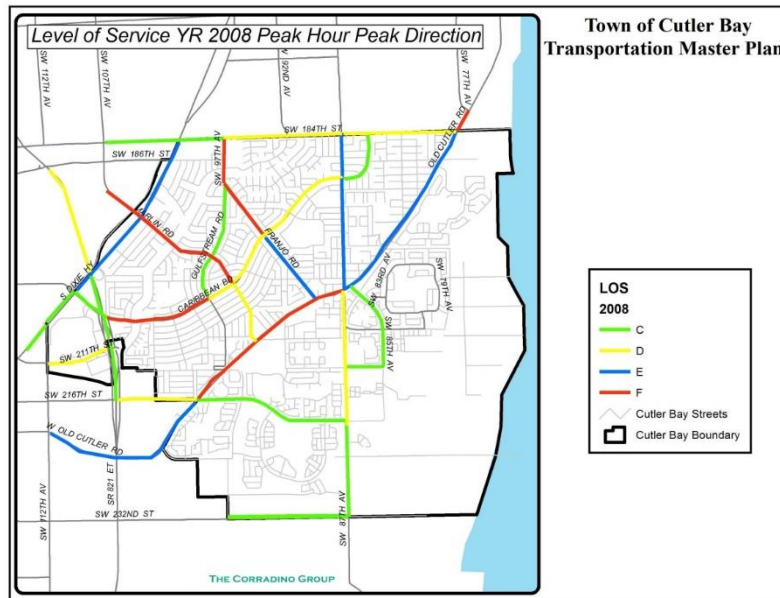 Level of Service YR 2008 Peak Hour Peak Direction
Town of Cutler Bay
Transportation Master Plan
SW 112TH AV
SW 107TH AV
SW 92ND AV
SW 77TH AV
SW 184TH ST
SW 186TH ST
SW 97TH AV
OLD CUTLER RD
MARLIN RD
FRANJO RD
GULFSTREAM RD
S. DIXIE HY
CARIBBEAN BD
SW 83RD AV
SW 79TH AV
SW 85TH AV
SW 211TH ST
SW 216TH ST
W OLD CUTLER RD
SR 821 ET
SW 112TH AV
SW 232ND ST
SW 87TH AV
THE CORRADINO GROUP
LOS
2008
C
D
E
F
Cutler Bay Streets
Cutler Bay Boundary